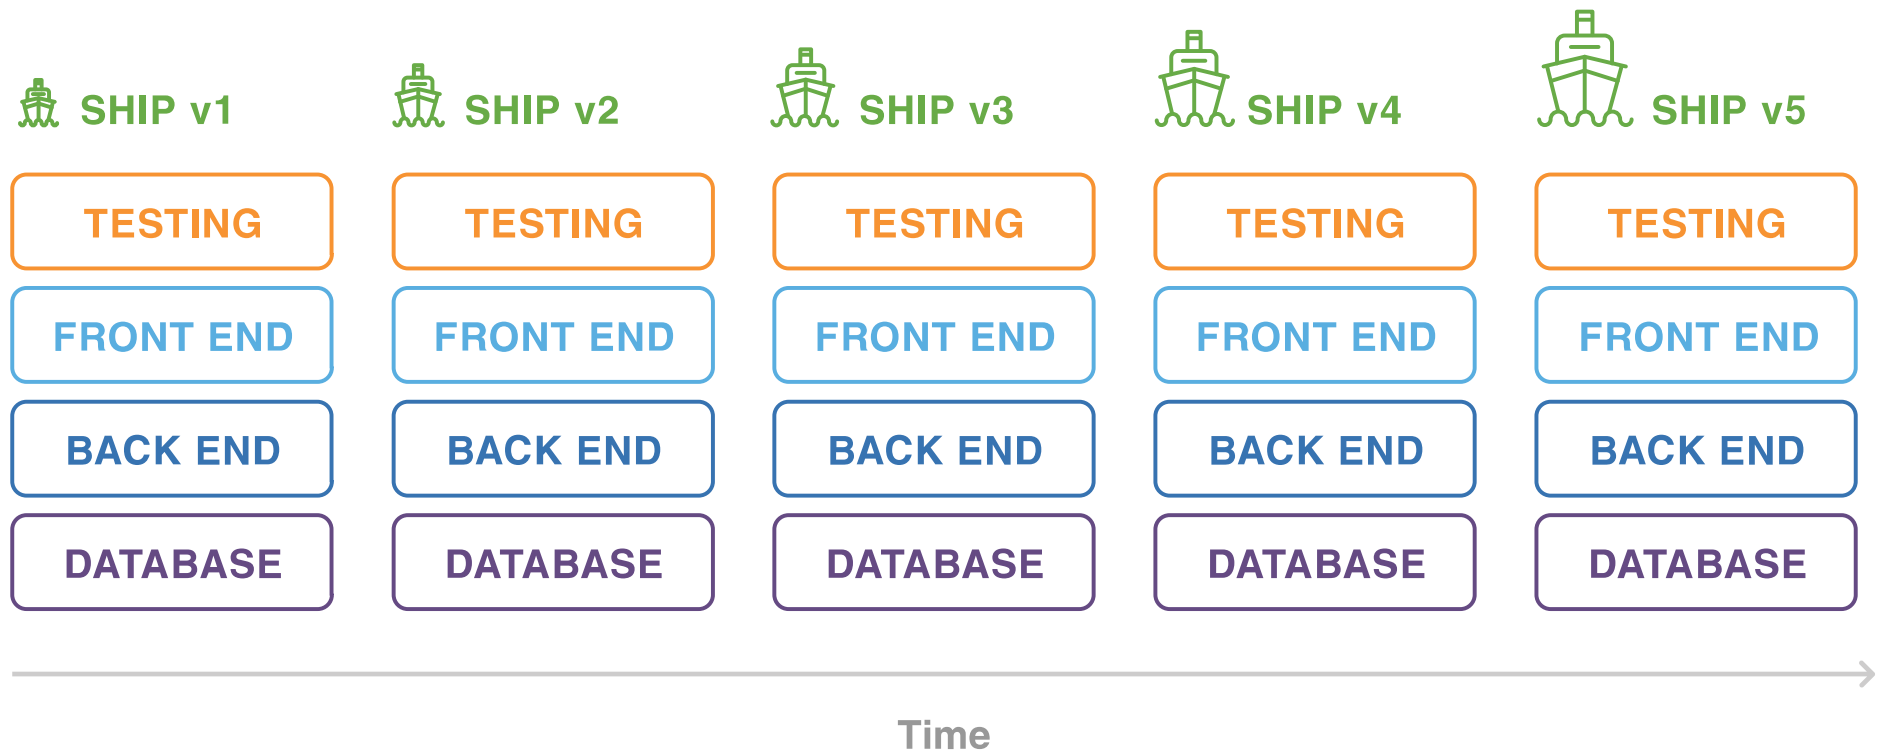 SHIP v1
SHIP v2
SHIP v3
SHIP v4
SHIP v5
TESTING
TESTING
TESTING
TESTING
TESTING
FRONT END
FRONT END
FRONT END
FRONT END
FRONT END
BACK END
BACK END
BACK END
BACK END
BACK END
DATABASE
DATABASE
DATABASE
DATABASE
DATABASE
Time